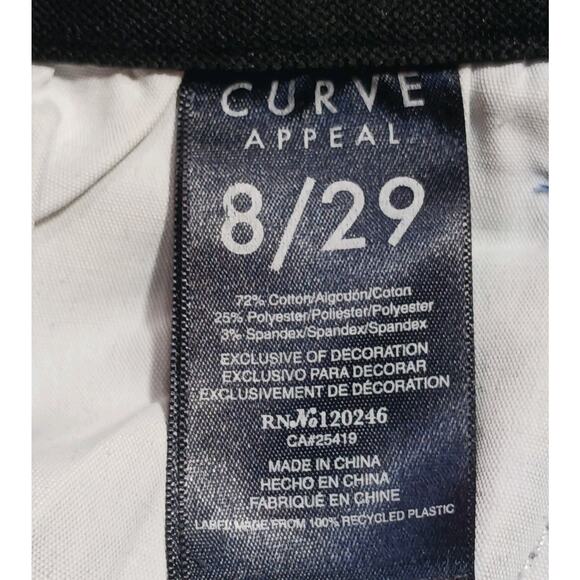 CURVE
APPEAL
8/29
72% Cotton/Algodón/Coton
25% Polyester/Poliéster/Polyester
3% Spandex/Spandex/Spandex
EXCLUSIVE OF DECORATION
EXCLUSIVO PARA DECORAR
EXCLUSIVEMENT DE DÉCORATION
RN№120246
CA#25419
MADE IN CHINA
HECHO EN CHINA
FABRIQUÉ EN CHINE
LABEL MADE FROM 100% RECYCLED PLASTIC